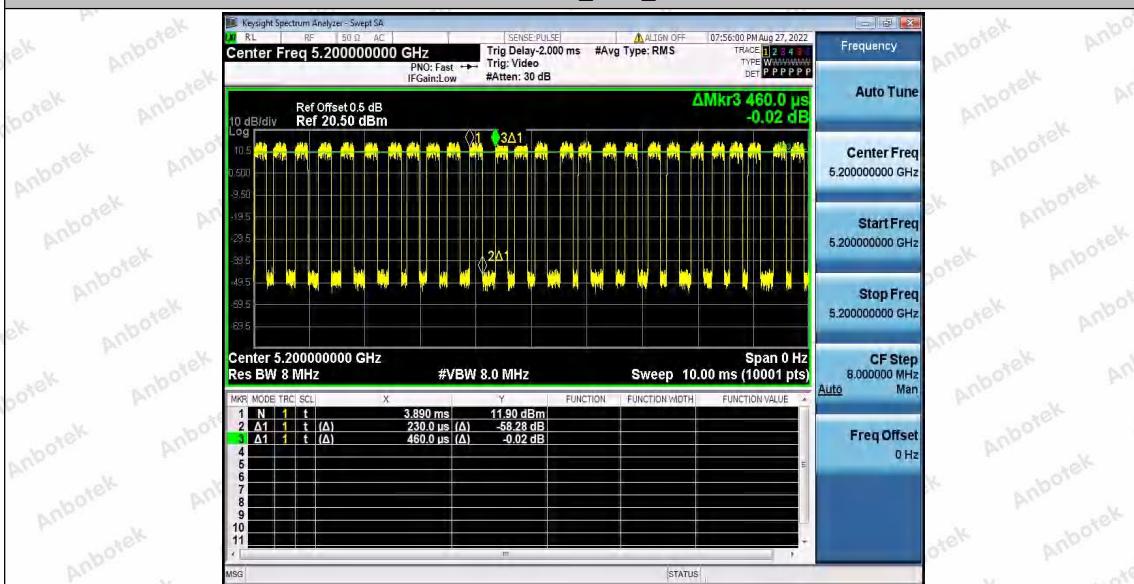 Keysight Spectrum Analyzer - Swept SA
RL RF 50 Ω AC SENSE:PULSE ALIGN OFF 07:56:00 PM Aug 27, 2022
Center Freq 5.200000000 GHz
PNO: Fast
IFGain:Low
Trig Delay-2.000 ms
Trig: Video
#Atten: 30 dB
#Avg Type: RMS
TRACE 1 2 3 4 5 6
TYPE
DET P P P P P P
Frequency
Auto Tune
Center Freq
5.200000000 GHz
Start Freq
5.200000000 GHz
Stop Freq
5.200000000 GHz
CF Step
8.000000 MHz
Auto Man
Freq Offset
0 Hz
ΔMkr3 460.0 µs
-0.02 dB
Ref Offset 0.5 dB
10 dB/div Ref 20.50 dBm
Log
10.5
0.500
-9.50
-19.5
-29.5
-39.5
-49.5
-59.5
-69.5
1
3Δ1
2Δ1
Center 5.200000000 GHz Span 0 Hz
Res BW 8 MHz #VBW 8.0 MHz Sweep 10.00 ms (10001 pts)
MKR MODE TRC SCL X Y FUNCTION FUNCTION WIDTH FUNCTION VALUE
1 N 1 t 3.890 ms 11.90 dBm
2 Δ1 1 t (Δ) 230.0 µs (Δ) -58.28 dB
3 Δ1 1 t (Δ) 460.0 µs (Δ) -0.02 dB
4
5
6
7
8
9
10
11
MSG STATUS
Anbotek